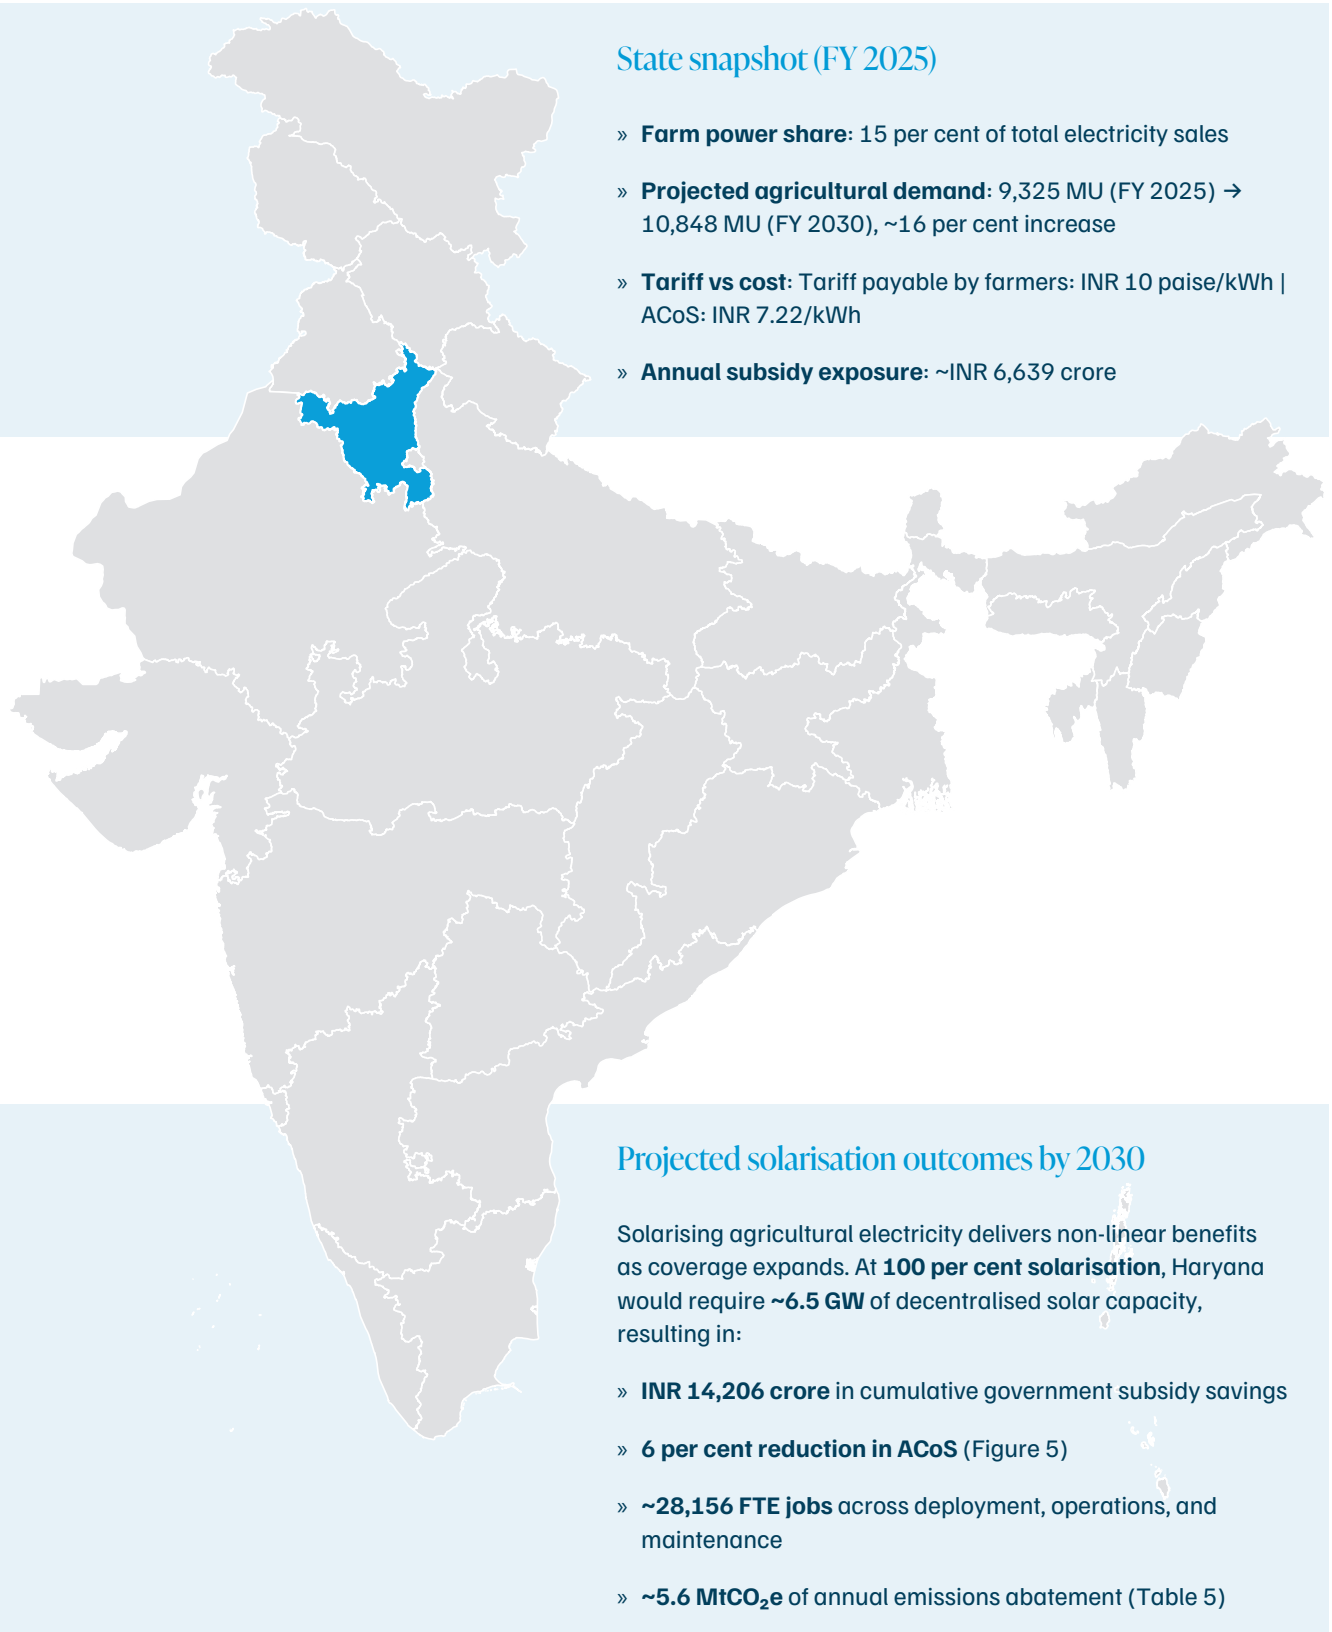 State snapshot (FY 2025)
» Farm power share: 15 per cent of total electricity sales
» Projected agricultural demand: 9,325 MU (FY 2025) →
10,848 MU (FY 2030), ~16 per cent increase
» Tariff vs cost: Tariff payable by farmers: INR 10 paise/kWh |
ACoS: INR 7.22/kWh
» Annual subsidy exposure: ~INR 6,639 crore
Projected solarisation outcomes by 2030
Solarising agricultural electricity delivers non-linear benefits
as coverage expands. At 100 per cent solarisation, Haryana
would require ~6.5 GW of decentralised solar capacity,
resulting in:
» INR 14,206 crore in cumulative government subsidy savings
» 6 per cent reduction in ACoS (Figure 5)
» ~28,156 FTE jobs across deployment, operations, and
maintenance
» ~5.6 MtCO₂e of annual emissions abatement (Table 5)